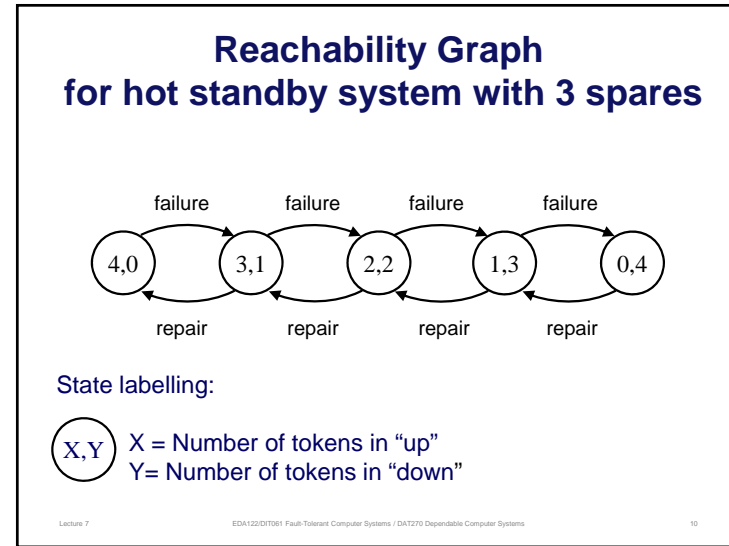 Reachability Graph
for hot standby system with 3 spares
failure failure failure failure
4,0 3,1 2,2 1,3 0,4
repair repair repair repair
State labelling:
X,Y X = Number of tokens in “up”
Y= Number of tokens in “down”
Lecture 7 EDA122/DIT061 Fault-Tolerant Computer Systems / DAT270 Dependable Computer Systems 10